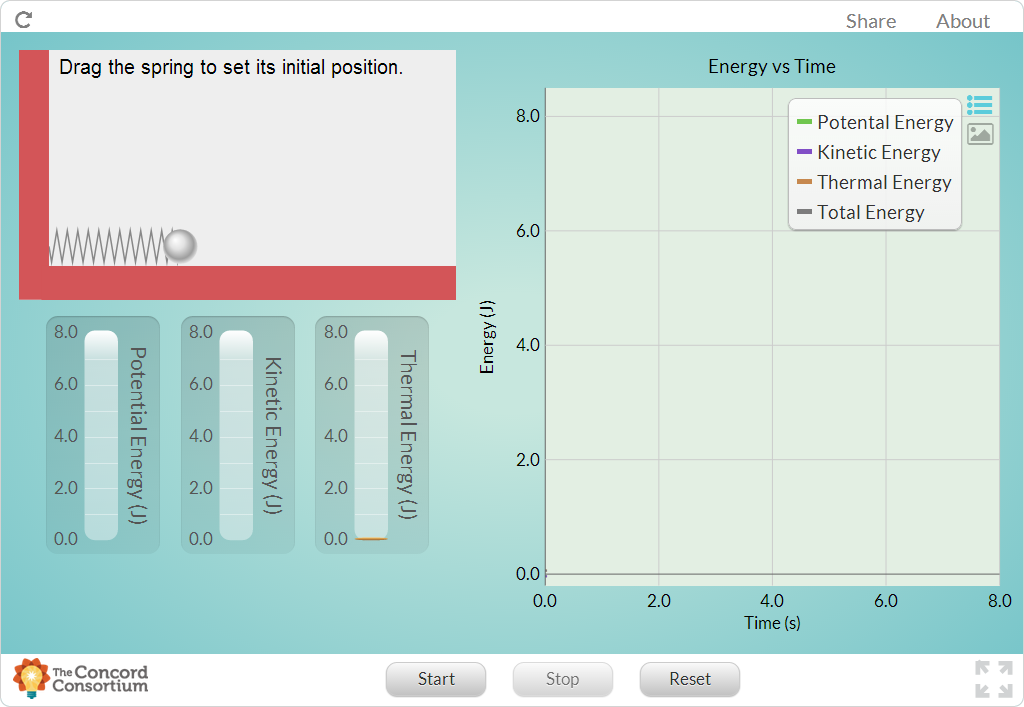 Share About
Drag the spring to set its initial position.
8.0
6.0
4.0
2.0
0.0
Potential Energy (J)
8.0
6.0
4.0
2.0
0.0
Kinetic Energy (J)
8.0
6.0
4.0
2.0
0.0
Thermal Energy (J)
Energy vs Time
Potental Energy
Kinetic Energy
Thermal Energy
Total Energy
Energy (J)
8.0
6.0
4.0
2.0
0.0
0.0 2.0 4.0 6.0 8.0
Time (s)
The Concord
Consortium
Start Stop Reset